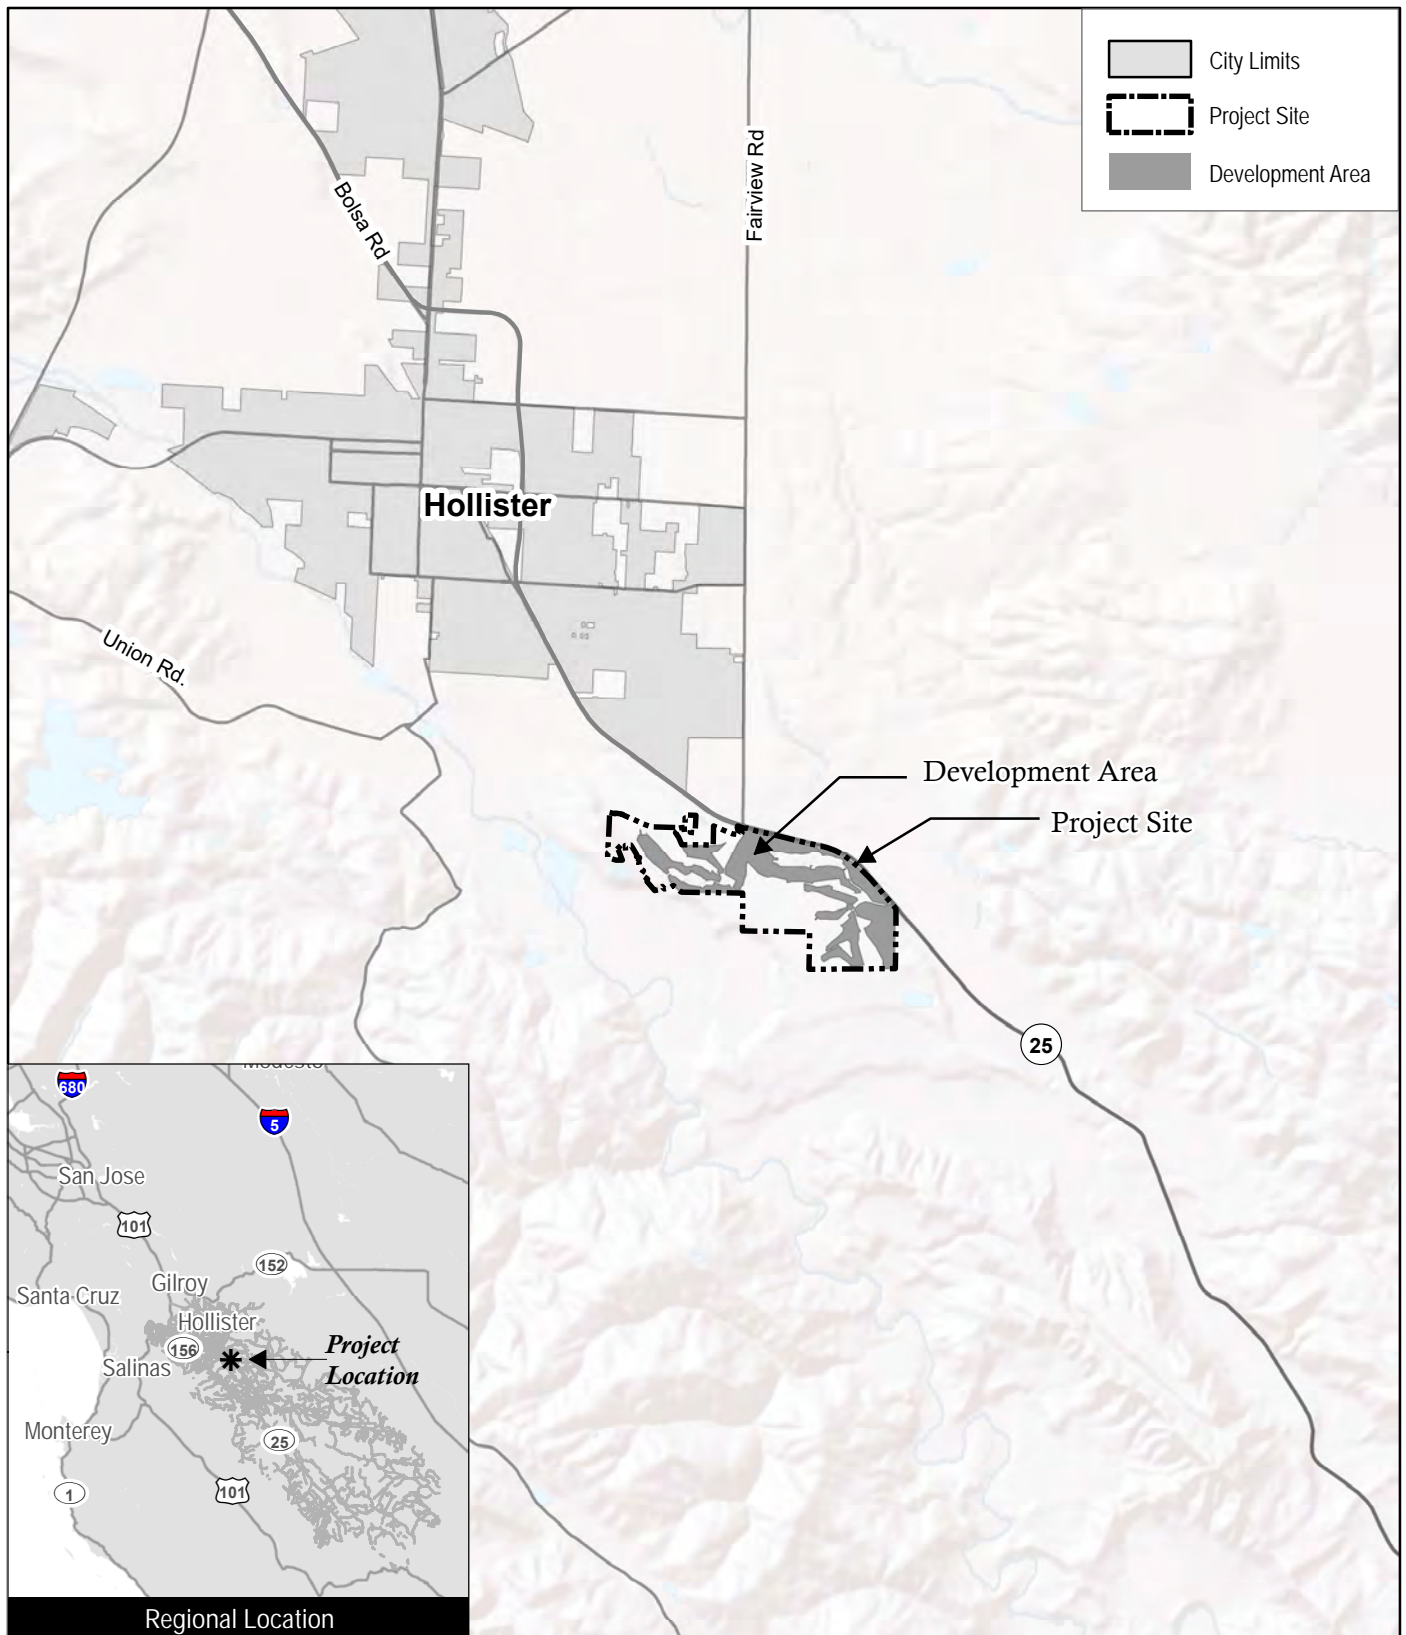 City Limits
Project Site
Development Area
Bolsa Rd
Fairview Rd
Hollister
Union Rd.
Development Area
Project Site
25
Modesto
680
5
San Jose
101
152
Gilroy
Santa Cruz
Hollister
156
Project
Location
Salinas
Monterey
25
101
1
Regional Location